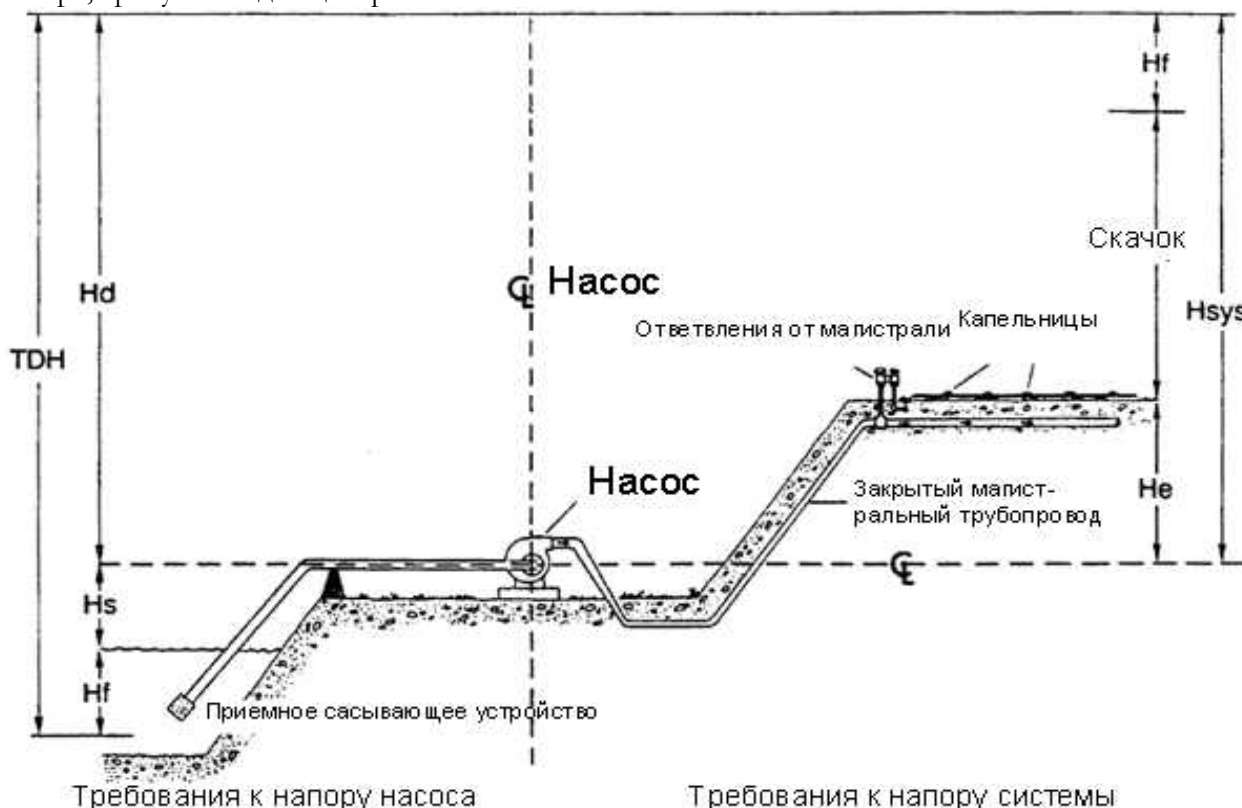 Hf
Скачок
Hd
℄ Насос
Hsys
Ответвления от магистрали
Капельницы
TDH
Насос
Закрытый магист-
ральный трубопровод
He
℄
Hs
Hf
Приемное сасывающее устройство
Требования к напору насоса
Требования к напору системы